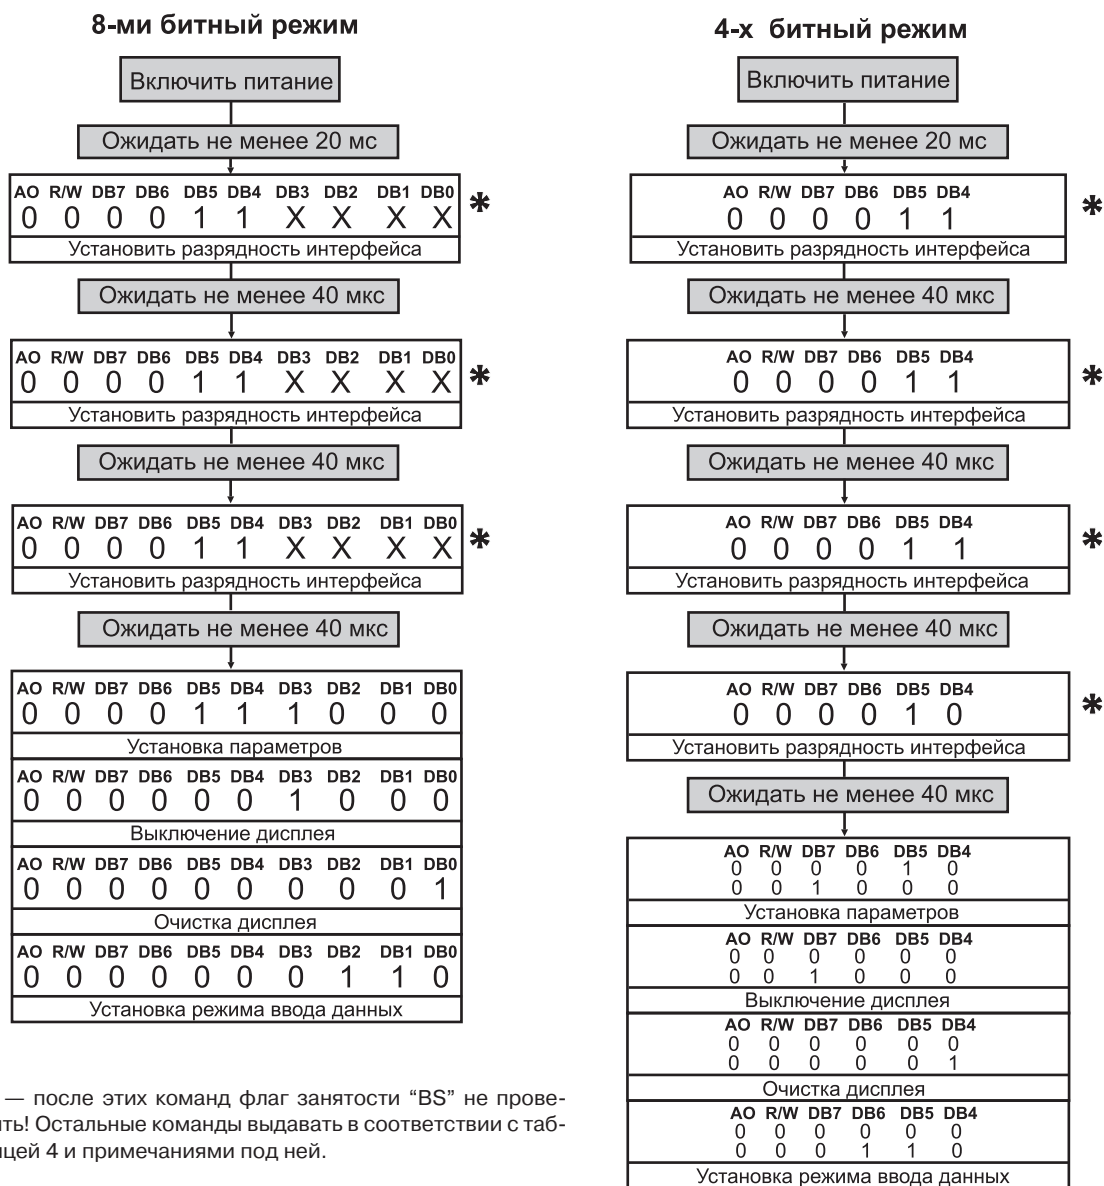 8-ми битный режим
Включить питание
Ожидать не менее 20 мс
AO R/W DB7 DB6 DB5 DB4 DB3 DB2 DB1 DB0
0 0 0 0 1 1 X X X X *
Установить разрядность интерфейса
Ожидать не менее 40 мкс
AO R/W DB7 DB6 DB5 DB4 DB3 DB2 DB1 DB0
0 0 0 0 1 1 X X X X *
Установить разрядность интерфейса
Ожидать не менее 40 мкс
AO R/W DB7 DB6 DB5 DB4 DB3 DB2 DB1 DB0
0 0 0 0 1 1 X X X X *
Установить разрядность интерфейса
Ожидать не менее 40 мкс
AO R/W DB7 DB6 DB5 DB4 DB3 DB2 DB1 DB0
0 0 0 0 1 1 1 0 0 0
Установка параметров
AO R/W DB7 DB6 DB5 DB4 DB3 DB2 DB1 DB0
0 0 0 0 0 0 1 0 0 0
Выключение дисплея
AO R/W DB7 DB6 DB5 DB4 DB3 DB2 DB1 DB0
0 0 0 0 0 0 0 0 0 1
Очистка дисплея
AO R/W DB7 DB6 DB5 DB4 DB3 DB2 DB1 DB0
0 0 0 0 0 0 0 1 1 0
Установка режима ввода данных
— после этих команд флаг занятости “BS” не прове-
ть! Остальные команды выдавать в соответствии с таб-
цей 4 и примечаниями под ней.
4-х битный режим
Включить питание
Ожидать не менее 20 мс
AO R/W DB7 DB6 DB5 DB4
0 0 0 0 1 1 *
Установить разрядность интерфейса
Ожидать не менее 40 мкс
AO R/W DB7 DB6 DB5 DB4
0 0 0 0 1 1 *
Установить разрядность интерфейса
Ожидать не менее 40 мкс
AO R/W DB7 DB6 DB5 DB4
0 0 0 0 1 1 *
Установить разрядность интерфейса
Ожидать не менее 40 мкс
AO R/W DB7 DB6 DB5 DB4
0 0 0 0 1 0 *
Установить разрядность интерфейса
Ожидать не менее 40 мкс
AO R/W DB7 DB6 DB5 DB4
0 0 0 0 1 0
0 0 1 0 0 0
Установка параметров
AO R/W DB7 DB6 DB5 DB4
0 0 0 0 0 0
0 0 1 0 0 0
Выключение дисплея
AO R/W DB7 DB6 DB5 DB4
0 0 0 0 0 0
0 0 0 0 0 1
Очистка дисплея
AO R/W DB7 DB6 DB5 DB4
0 0 0 0 0 0
0 0 0 1 1 0
Установка режима ввода данных